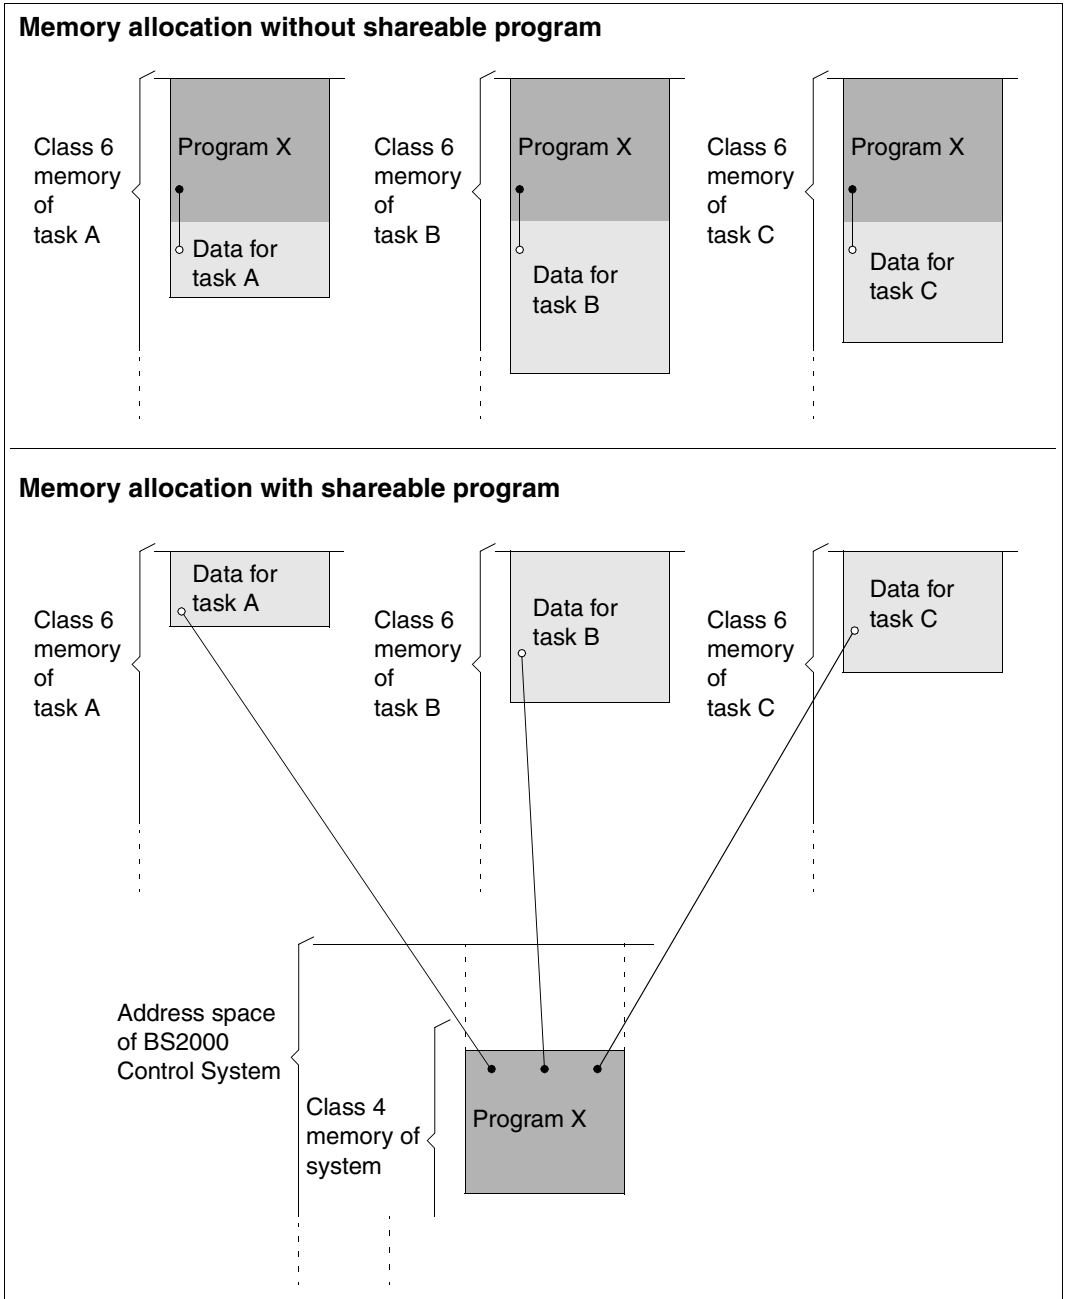 Memory allocation without shareable program
Class 6
memory
of
task A
Program X
Data for
task A
Class 6
memory
of
task B
Program X
Data for
task B
Class 6
memory
of
task C
Program X
Data for
task C
Memory allocation with shareable program
Class 6
memory
of
task A
Data for
task A
Class 6
memory
of
task B
Data for
task B
Class 6
memory
of
task C
Data for
task C
Address space
of BS2000
Control System
Class 4
memory of
system
Program X